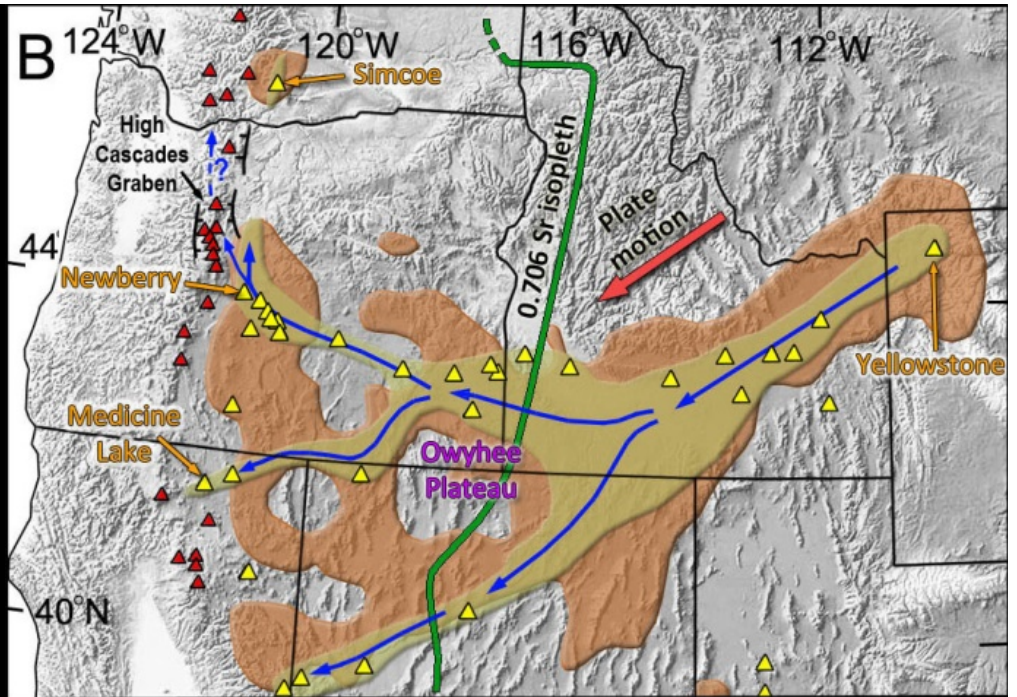 B
124°W
120°W
116°W
112°W
Simcoe
High
Cascades
Graben
?
0.706 Sr isopleth
Plate
motion
44°
Newberry
Yellowstone
Medicine
Lake
Owyhee
Plateau
40°N